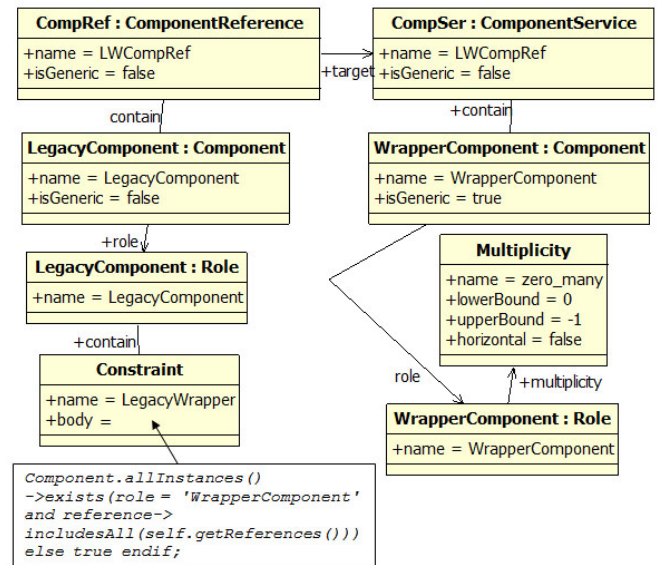 CompRef : ComponentReference
+name = LWCompRef
+isGeneric = false
+target
CompSer : ComponentService
+name = LWCompRef
+isGeneric = false
contain
+contain
LegacyComponent : Component
+name = LegacyComponent
+isGeneric = false
WrapperComponent : Component
+name = WrapperComponent
+isGeneric = true
+role
LegacyComponent : Role
+name = LegacyComponent
Multiplicity
+name = zero_many
+lowerBound = 0
+upperBound = -1
+horizontal = false
+contain
Constraint
+name = LegacyWrapper
+body =
role
+multiplicity
WrapperComponent : Role
+name = WrapperComponent
Component.allInstances()
->exists(role = 'WrapperComponent'
and reference->
includesAll(self.getReferences()))
else true endif;